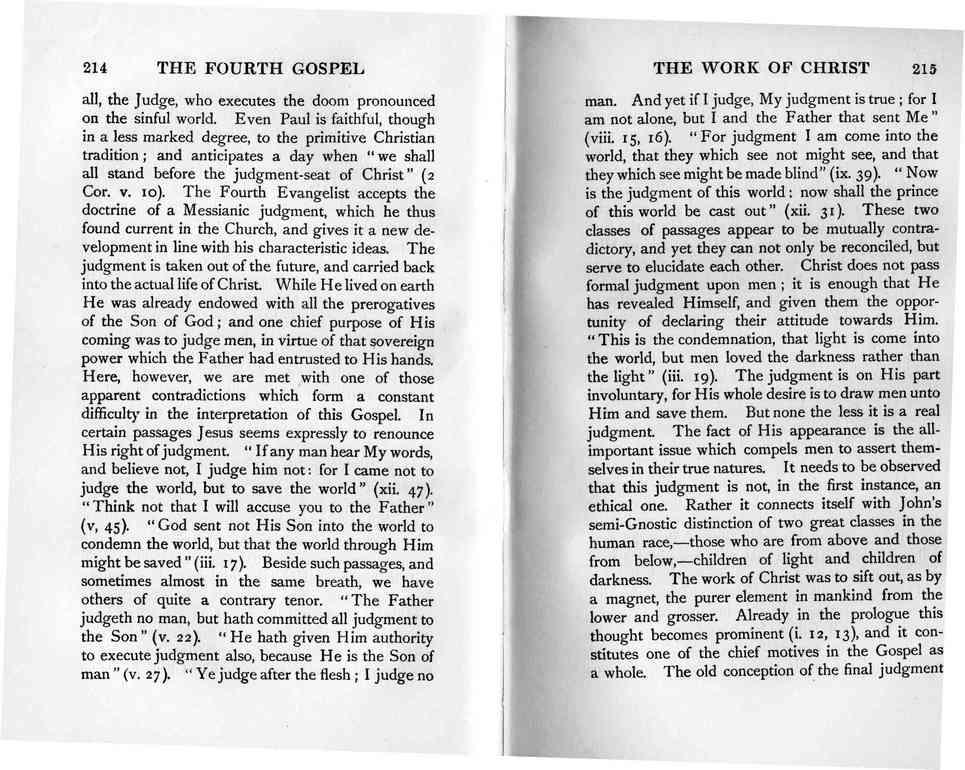 214 THE FOURTH GOSPEL
all, the Judge, who executes the doom pronounced
on the sinful world. Even Paul is faithful, though
in a less marked degree, to the primitive Christian
tradition; and anticipates a day when “we shall
all stand before the judgment-seat of Christ” (2
Cor. v. 10). The Fourth Evangelist accepts the
doctrine of a Messianic judgment, which he thus
found current in the Church, and gives it a new de-
velopment in line with his characteristic ideas. The
judgment is taken out of the future, and carried back
into the actual life of Christ. While He lived on earth
He was already endowed with all the prerogatives
of the Son of God; and one chief purpose of His
coming was to judge men, in virtue of that sovereign
power which the Father had entrusted to His hands.
Here, however, we are met with one of those
apparent contradictions which form a constant
difficulty in the interpretation of this Gospel. In
certain passages Jesus seems expressly to renounce
His right of judgment. “If any man hear My words,
and believe not, I judge him not: for I came not to
judge the world, but to save the world” (xii. 47).
“Think not that I will accuse you to the Father”
(v, 45). “God sent not His Son into the world to
condemn the world, but that the world through Him
might be saved” (iii. 17). Beside such passages, and
sometimes almost in the same breath, we have
others of quite a contrary tenor. “The Father
judgeth no man, but hath committed all judgment to
the Son” (v. 22). “He hath given Him authority
to execute judgment also, because He is the Son of
man” (v. 27). “Ye judge after the flesh; I judge no
THE WORK OF CHRIST 215
man. And yet if I judge, My judgment is true; for I
am not alone, but I and the Father that sent Me”
(viii. 15, 16). “For judgment I am come into the
world, that they which see not might see, and that
they which see might be made blind” (ix. 39). “Now
is the judgment of this world: now shall the prince
of this world be cast out” (xii. 31). These two
classes of passages appear to be mutually contra-
dictory, and yet they can not only be reconciled, but
serve to elucidate each other. Christ does not pass
formal judgment upon men; it is enough that He
has revealed Himself, and given them the oppor-
tunity of declaring their attitude towards Him.
“This is the condemnation, that light is come into
the world, but men loved the darkness rather than
the light” (iii. 19). The judgment is on His part
involuntary, for His whole desire is to draw men unto
Him and save them. But none the less it is a real
judgment. The fact of His appearance is the all-
important issue which compels men to assert them-
selves in their true natures. It needs to be observed
that this judgment is not, in the first instance, an
ethical one. Rather it connects itself with John’s
semi-Gnostic distinction of two great classes in the
human race,—those who are from above and those
from below,—children of light and children of
darkness. The work of Christ was to sift out, as by
a magnet, the purer element in mankind from the
lower and grosser. Already in the prologue this
thought becomes prominent (i. 12, 13), and it con-
stitutes one of the chief motives in the Gospel as
a whole. The old conception of the final judgment